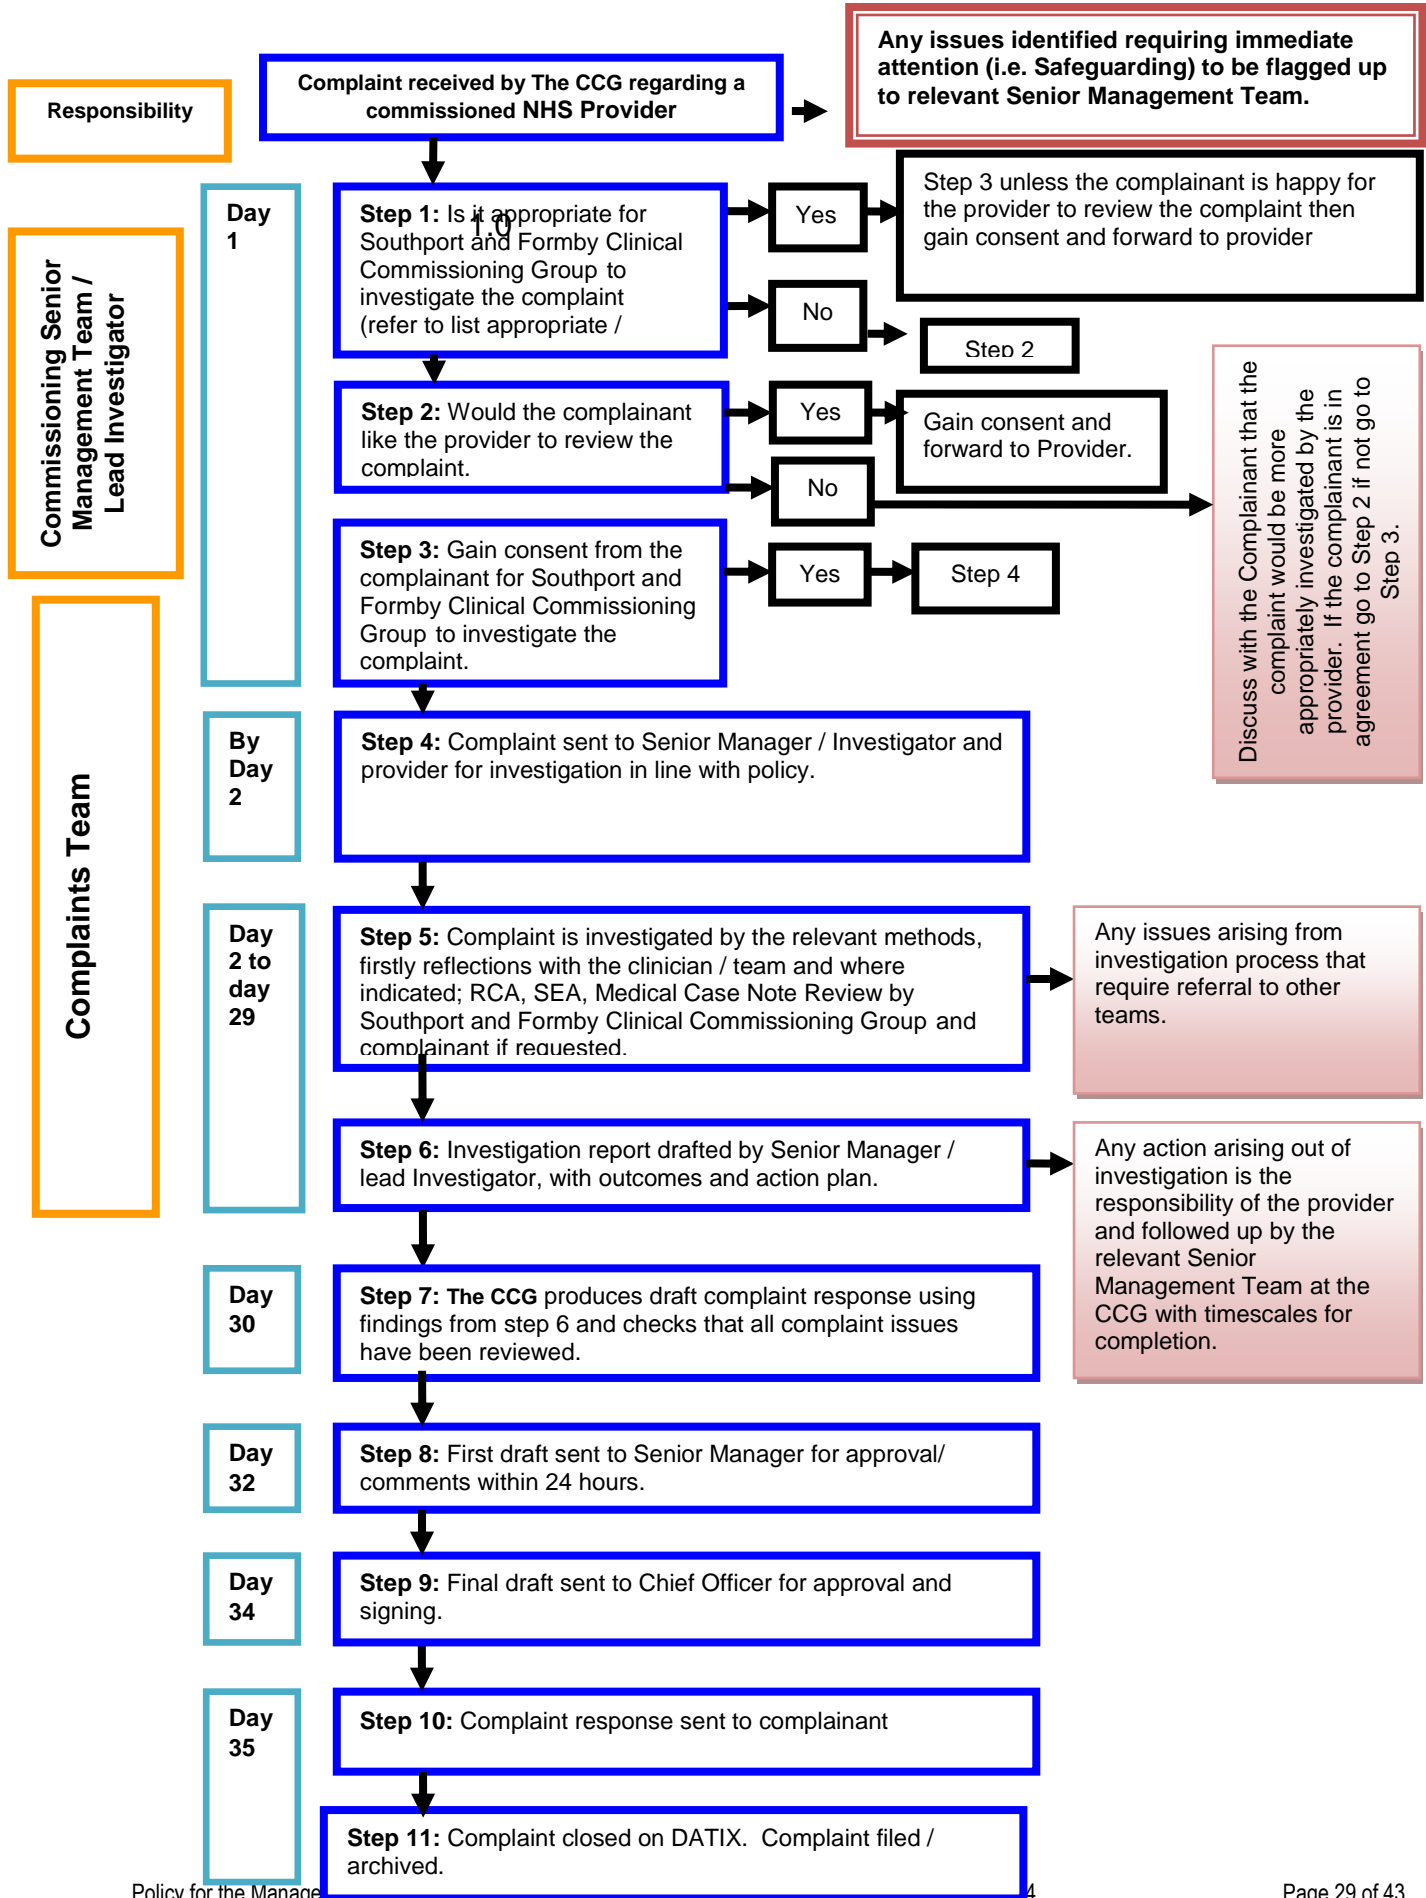 Any issues identified requiring immediate
attention (i.e. Safeguarding) to be flagged up
to relevant Senior Management Team.
Complaint received by The CCG regarding a
commissioned NHS Provider
Responsibility
Commissioning Senior
Management Team /
Lead Investigator
Complaints Team
Day
1
Step 1: Is it appropriate for
1.0
Southport and Formby Clinical
Commissioning Group to
investigate the complaint
(refer to list appropriate /
Yes
Step 3 unless the complainant is happy for
the provider to review the complaint then
gain consent and forward to provider
No
Step 2
Step 2: Would the complainant
like the provider to review the
complaint.
Yes
Gain consent and
forward to Provider.
No
Discuss with the Complainant that the
complaint would be more
appropriately investigated by the
provider. If the complainant is in
agreement go to Step 2 if not go to
Step 3.
Step 3: Gain consent from the
complainant for Southport and
Formby Clinical Commissioning
Group to investigate the
complaint.
Yes
Step 4
By
Day
2
Step 4: Complaint sent to Senior Manager / Investigator and
provider for investigation in line with policy.
Day
2 to
day
29
Step 5: Complaint is investigated by the relevant methods,
firstly reflections with the clinician / team and where
indicated; RCA, SEA, Medical Case Note Review by
Southport and Formby Clinical Commissioning Group and
complainant if requested.
Any issues arising from
investigation process that
require referral to other
teams.
Step 6: Investigation report drafted by Senior Manager /
lead Investigator, with outcomes and action plan.
Any action arising out of
investigation is the
responsibility of the provider
and followed up by the
relevant Senior
Management Team at the
CCG with timescales for
completion.
Day
30
Step 7: The CCG produces draft complaint response using
findings from step 6 and checks that all complaint issues
have been reviewed.
Day
32
Step 8: First draft sent to Senior Manager for approval/
comments within 24 hours.
Day
34
Step 9: Final draft sent to Chief Officer for approval and
signing.
Day
35
Step 10: Complaint response sent to complainant
Step 11: Complaint closed on DATIX. Complaint filed /
archived.
Policy for the Manage
4
Page 29 of 43